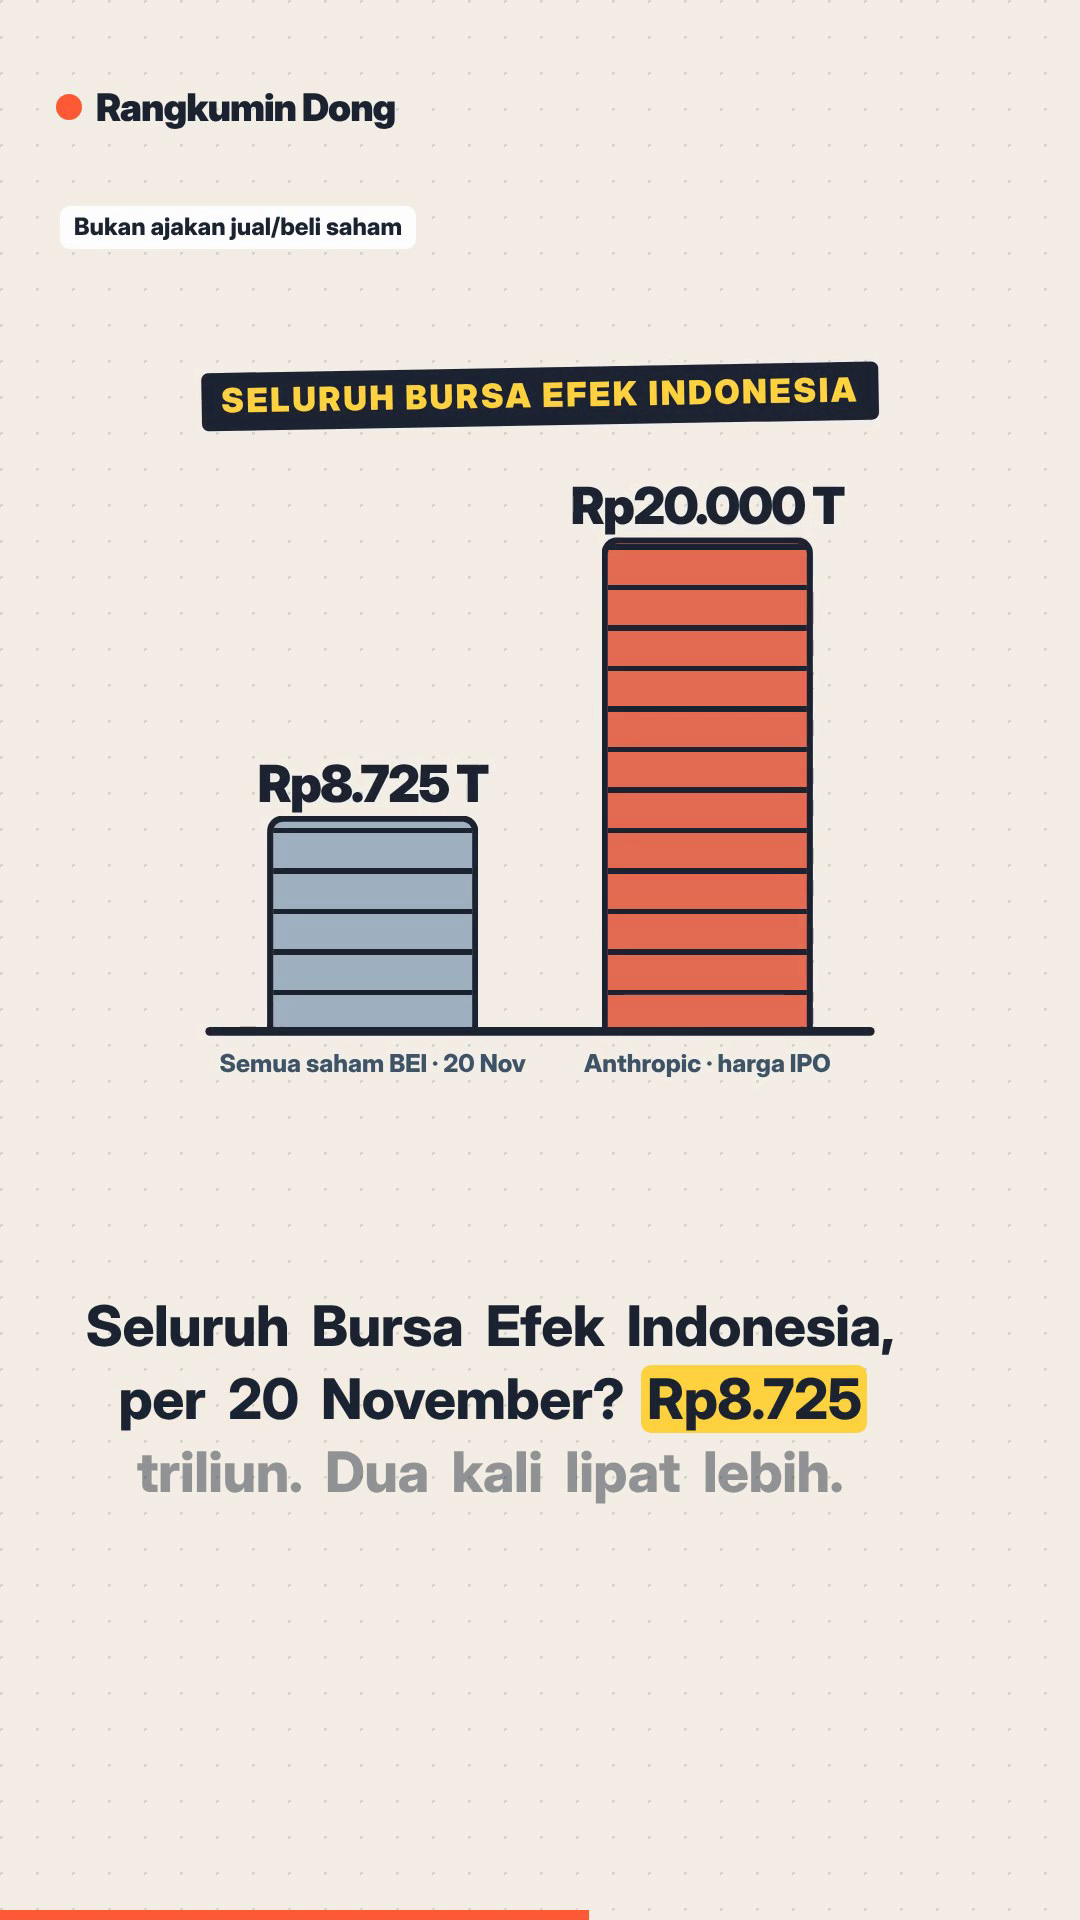 Rangkumin Dong
Bukan ajakan jual/beli saham
SELURUH BURSA EFEK INDONESIA
Rp20.000 T
Rp8.725 T
Semua saham BEI · 20 Nov
Anthropic · harga IPO
Seluruh Bursa Efek Indonesia,
per 20 November? Rp8.725
triliun. Dua kali lipat lebih.